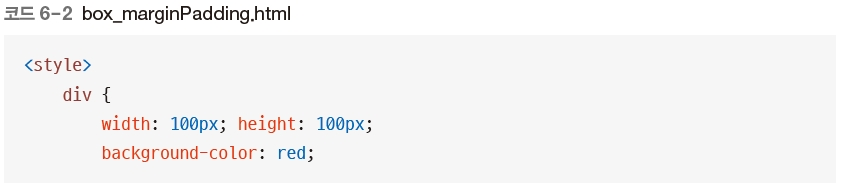 코드 6-2 box_marginPadding.html
<style>
div {
width: 100px; height: 100px;
background-color: red;